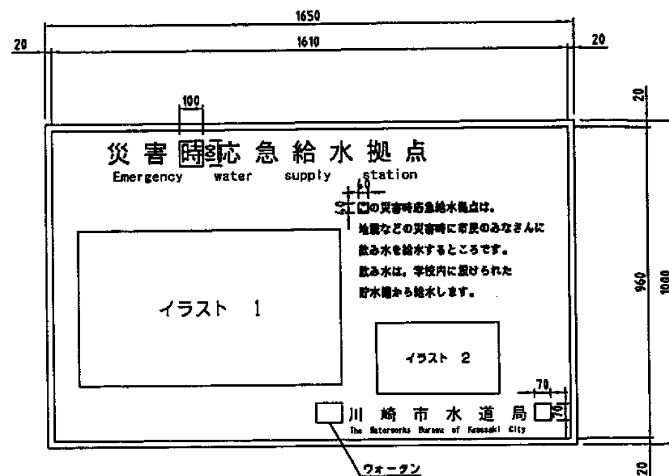 1650
20 1610 20
100
20
災害時応急給水拠点
100
Emergency water supply station
40
40
この災害時応急給水拠点は、
地震などの災害時に市民のみなさんに
飲み水を給水するところです。
飲み水は、学校内に設けられた
貯水槽から給水します。
960
1000
イラスト 1
イラスト 2
70
70
川崎市水道局
The Waterworks Bureau of Kawasaki City
20
ウォータン